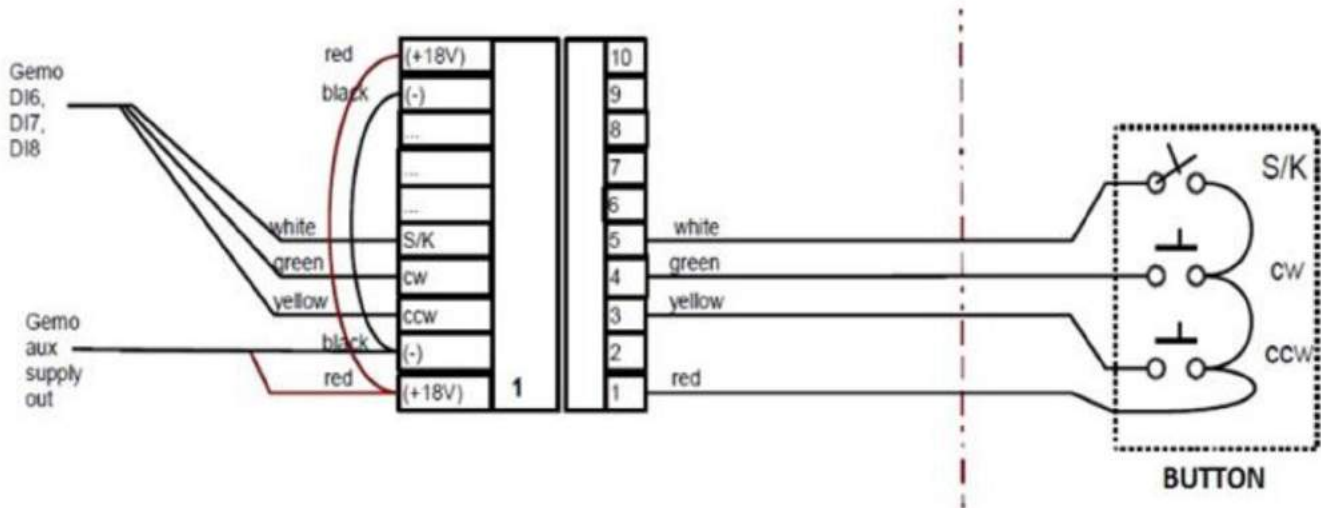 Gemo
DI6,
DI7,
DI8
red
black
white
green
yellow
Gemo
aux
supply
out
black
red
(+18V)
(-)
...
...
...
S/K
cw
ccw
(-)
(+18V)
1
10
9
8
7
6
5
4
3
2
1
white
green
yellow
red
S/K
CW
CCW
BUTTON